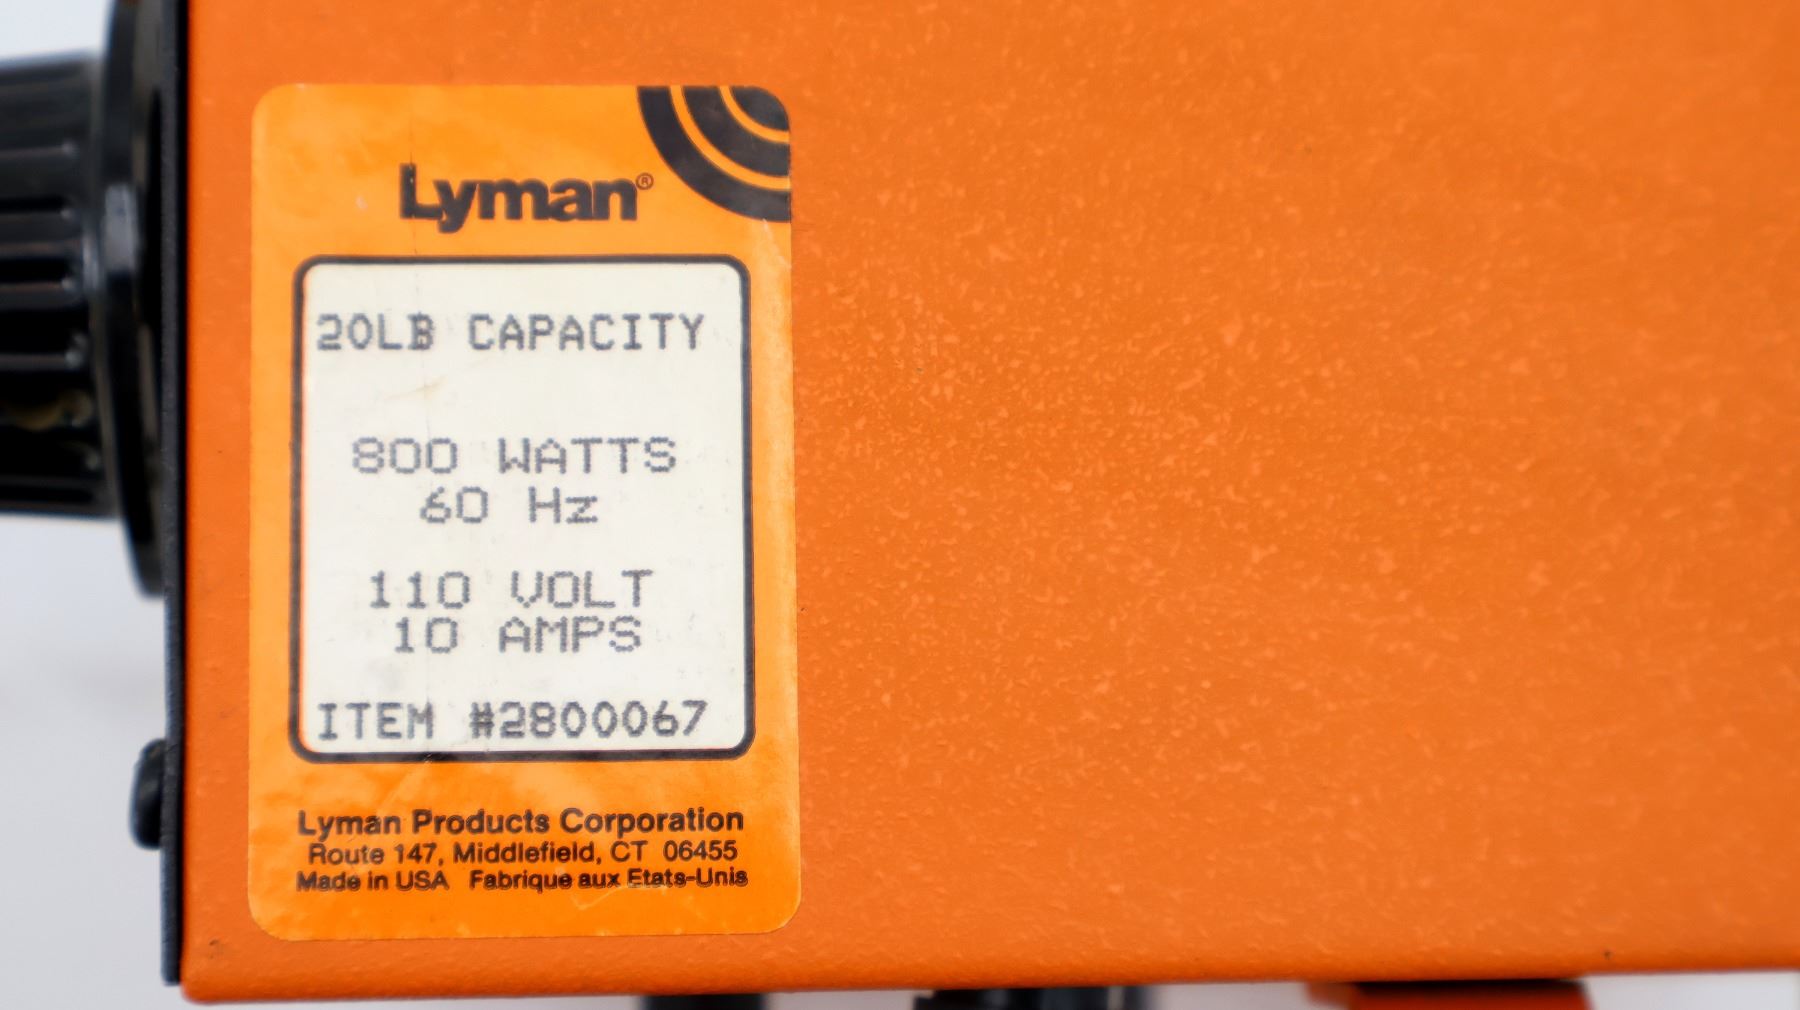 Lyman®
20LB CAPACITY
800 WATTS
60 Hz
110 VOLT
10 AMPS
ITEM #2800067
Lyman Products Corporation
Route 147, Middlefield, CT 06455
Made in USA Fabrique aux Etats-Unis